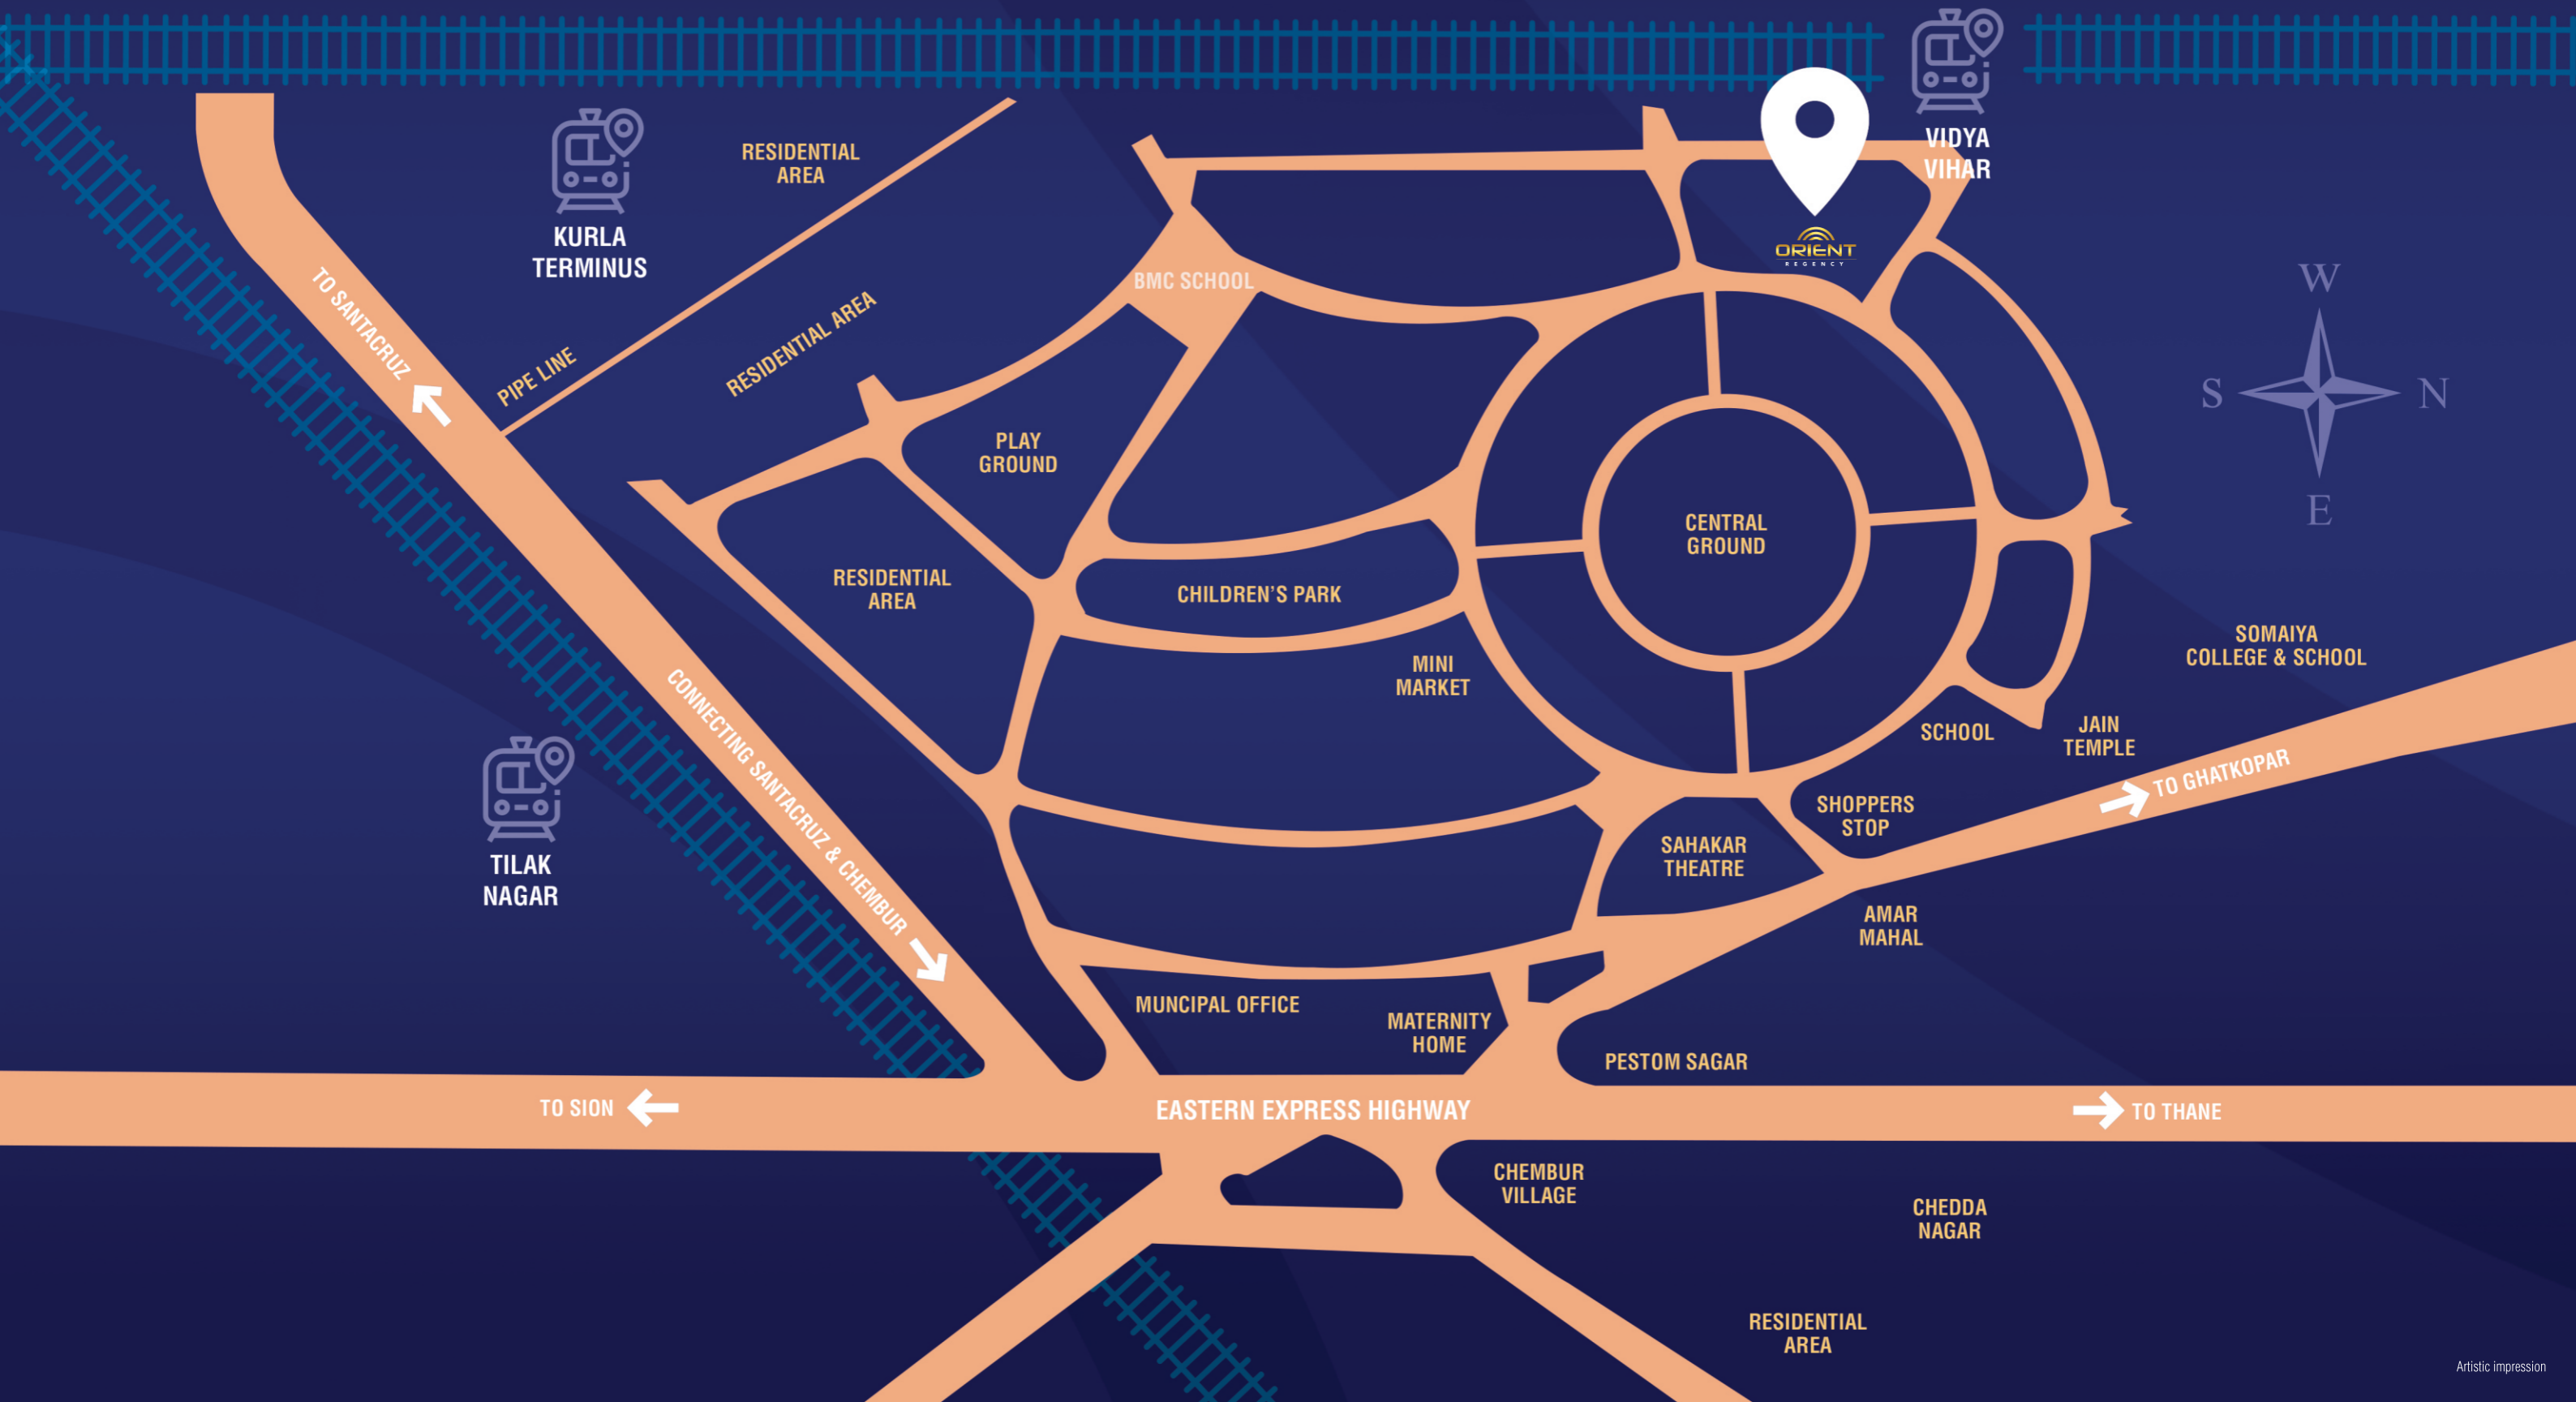 VIDYA
VIHAR
RESIDENTIAL
AREA
KURLA
TERMINUS
ORIENT
REGENCY
W
S
N
E
BMC SCHOOL
TO SANTACRUZ
PIPE LINE
RESIDENTIAL AREA
PLAY
GROUND
CENTRAL
GROUND
RESIDENTIAL
AREA
CHILDREN'S PARK
MINI
MARKET
SOMAIYA
COLLEGE & SCHOOL
SCHOOL
JAIN
TEMPLE
TO GHATKOPAR
CONNECTING SANTACRUZ & CHEMBUR
SHOPPERS
STOP
SAHAKAR
THEATRE
TILAK
NAGAR
AMAR
MAHAL
MUNCIPAL OFFICE
MATERNITY
HOME
PESTOM SAGAR
TO SION
EASTERN EXPRESS HIGHWAY
TO THANE
CHEMBUR
VILLAGE
CHEDDA
NAGAR
RESIDENTIAL
AREA
Artistic impression